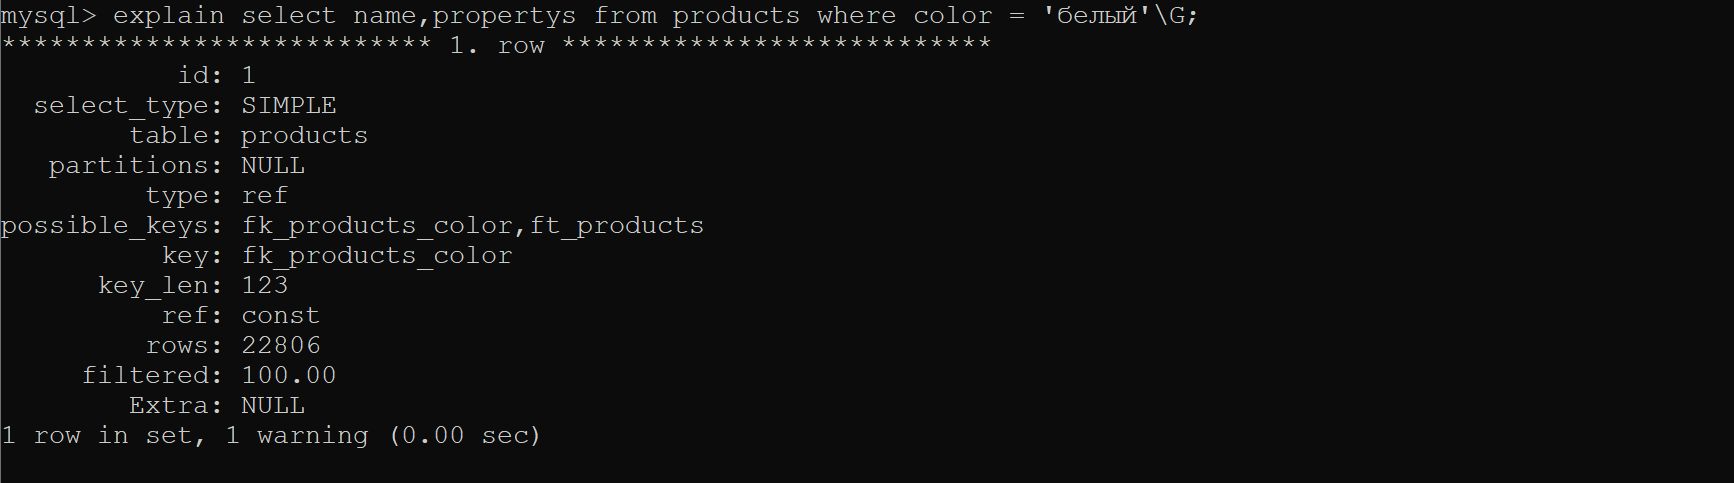 mysql> explain select name,propertys from products where color = 'белый'\G;
*************************** 1. row ***************************
           id: 1
  select_type: SIMPLE
        table: products
   partitions: NULL
         type: ref
possible_keys: fk_products_color,ft_products
          key: fk_products_color
      key_len: 123
          ref: const
         rows: 22806
     filtered: 100.00
        Extra: NULL
1 row in set, 1 warning (0.00 sec)